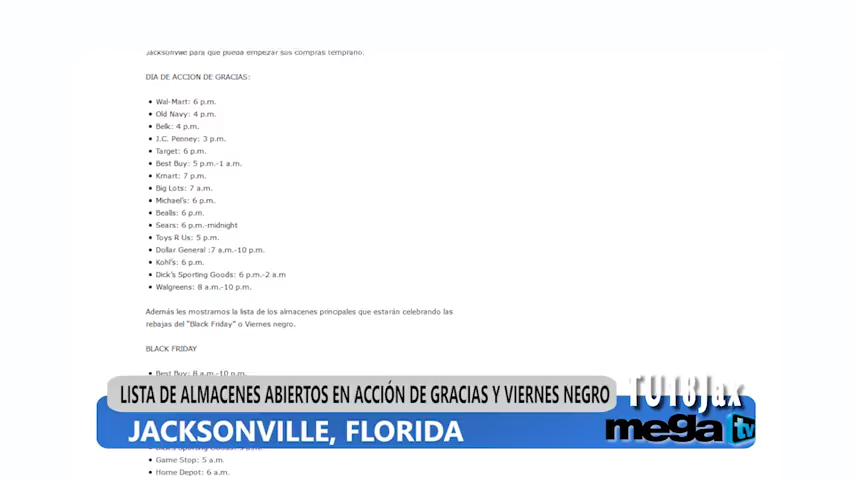 Jacksonville para que pueda empezar sus compras temprano.
DIA DE ACCION DE GRACIAS:
Wal-Mart: 6 p.m.
Old Navy: 4 p.m.
Belk: 4 p.m.
J.C. Penney: 3 p.m.
Target: 6 p.m.
Best Buy: 5 p.m.-1 a.m.
Kmart: 7 p.m.
Big Lots: 7 a.m.
Michael's: 6 p.m.
Bealls: 6 p.m.
Sears: 6 p.m.-midnight
Toys R Us: 5 p.m.
Dollar General :7 a.m.-10 p.m.
Kohl's: 6 p.m.
Dick's Sporting Goods: 6 p.m.-2 a.m
Walgreens: 8 a.m.-10 p.m.
Además les mostramos la lista de los almacenes principales que estarán celebrando las
rebajas del "Black Friday" o Viernes negro.
BLACK FRIDAY
Best Buy: 8 a.m.-10 p.m.
LISTA DE ALMACENES ABIERTOS EN ACCIÓN DE GRACIAS Y VIERNES NEGRO
TU18Jax
JACKSONVILLE, FLORIDA
mega tv
Game Stop: 5 a.m.
Home Depot: 6 a.m.